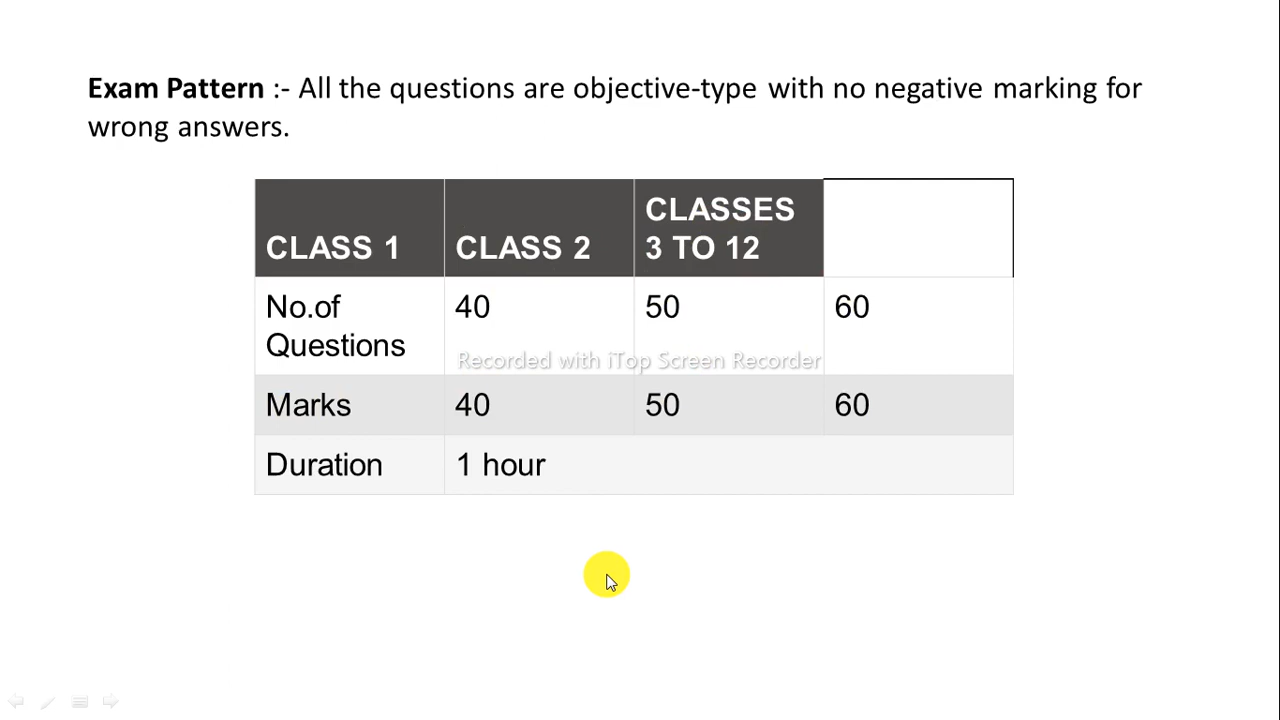 Exam Pattern :- All the questions are objective-type with no negative marking for
wrong answers.
CLASS 1 CLASS 2 CLASSES
3 TO 12
No.of 40 50 60
Questions
Recorded with iTop Screen Recorder
Marks 40 50 60
Duration 1 hour